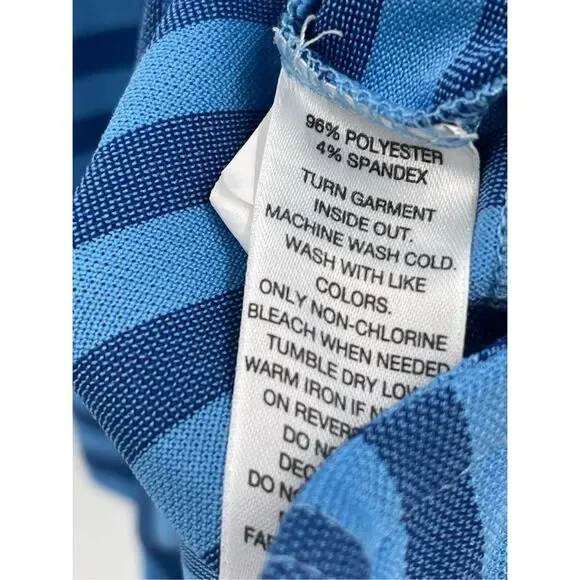 96% POLYESTER
4% SPANDEX
TURN GARMENT
INSIDE OUT.
MACHINE WASH COLD.
WASH WITH LIKE
COLORS.
ONLY NON-CHLORINE
BLEACH WHEN NEEDED
TUMBLE DRY LOW
WARM IRON IF
ON
DO
DO